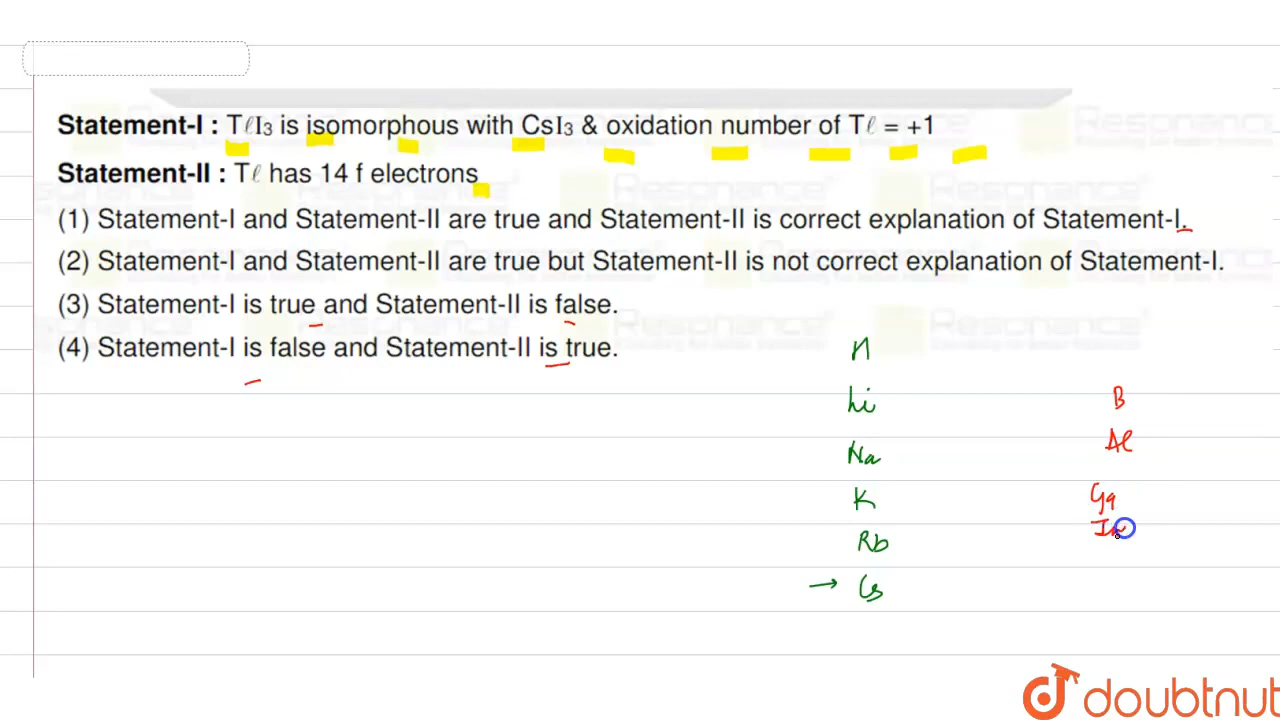 Statement-I : TℓI₃ is isomorphous with CsI₃ & oxidation number of Tℓ = +1
Statement-II : Tℓ has 14 f electrons
(1) Statement-I and Statement-II are true and Statement-II is correct explanation of Statement-I.
(2) Statement-I and Statement-II are true but Statement-II is not correct explanation of Statement-I.
(3) Statement-I is true and Statement-II is false.
(4) Statement-I is false and Statement-II is true.
H
Li
Na
K
Rb
→ Cs
B
Al
Ga
In
doubtnut